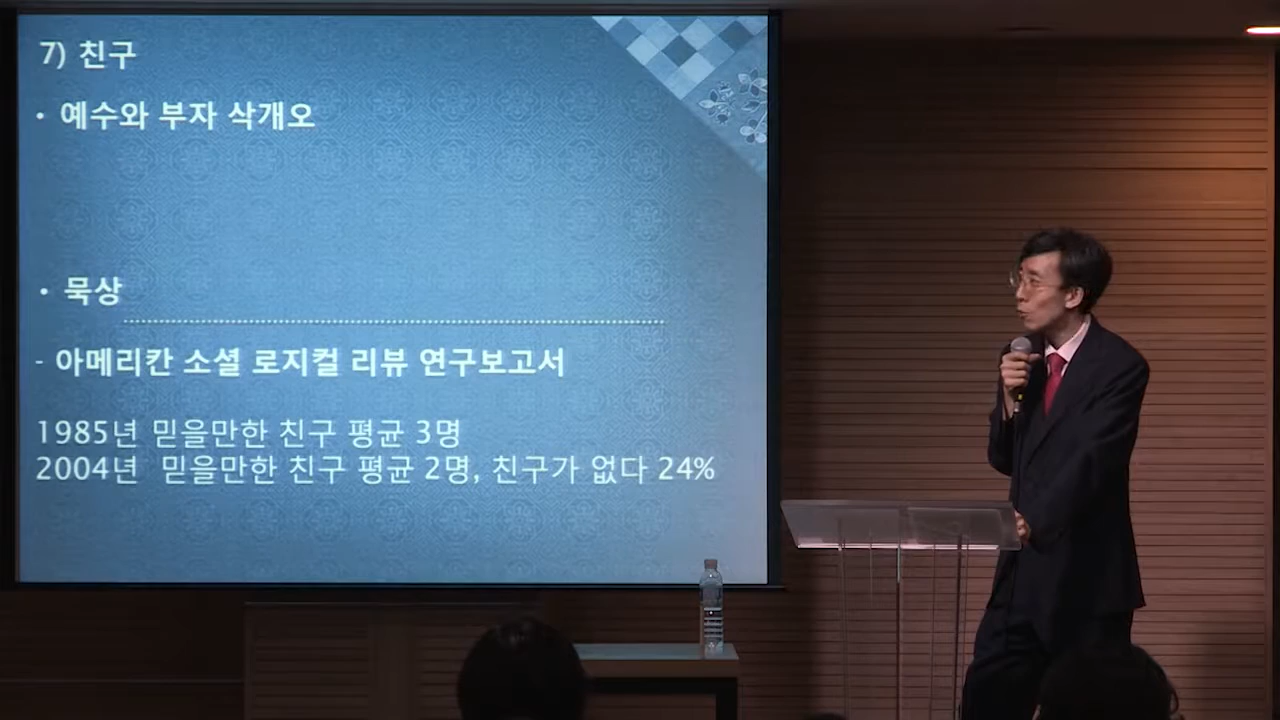 7) 친구
• 예수와 부자 삭개오
• 묵상
- 아메리칸 소셜 로지컬 리뷰 연구보고서
1985년 믿을만한 친구 평균 3명
2004년 믿을만한 친구 평균 2명, 친구가 없다 24%